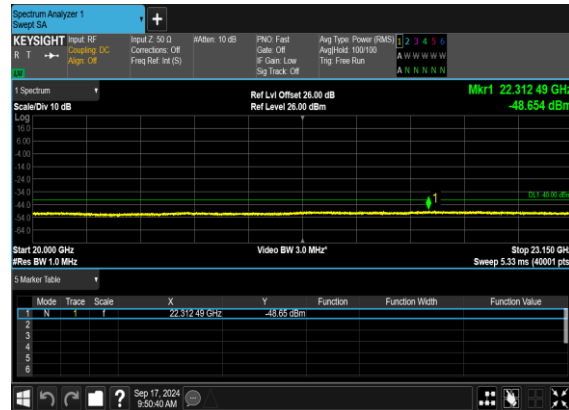 Spectrum Analyzer 1
Swept SA
+
KEYSIGHT
R T
LW
Input: RF
Coupling: DC
Align: Off
Input Z: 50 Ω
Corrections: Off
Freq Ref: Int (S)
#Atten: 10 dB
PNO: Fast
Gate: Off
IF Gain: Low
Sig Track: Off
Avg Type: Power (RMS)
Avg|Hold: 100/100
Trig: Free Run
1 2 3 4 5 6
A W W W W W
A N N N N N
1 Spectrum
Scale/Div 10 dB
Ref Lvl Offset 26.00 dB
Ref Level 26.00 dBm
Mkr1 22.312 49 GHz
-48.654 dBm
Log
16.0
6.00
-4.00
-14.0
-24.0
-34.0
-44.0
-54.0
-64.0
1
DL1 -40.00 dBm
Start 20.000 GHz
#Res BW 1.0 MHz
Video BW 3.0 MHz*
Stop 23.150 GHz
Sweep 5.33 ms (40001 pts)
5 Marker Table
Mode Trace Scale X Y Function Function Width Function Value
1 N 1 f 22.312 49 GHz -48.65 dBm
2
3
4
5
6
?
Sep 17, 2024
9:50:40 AM